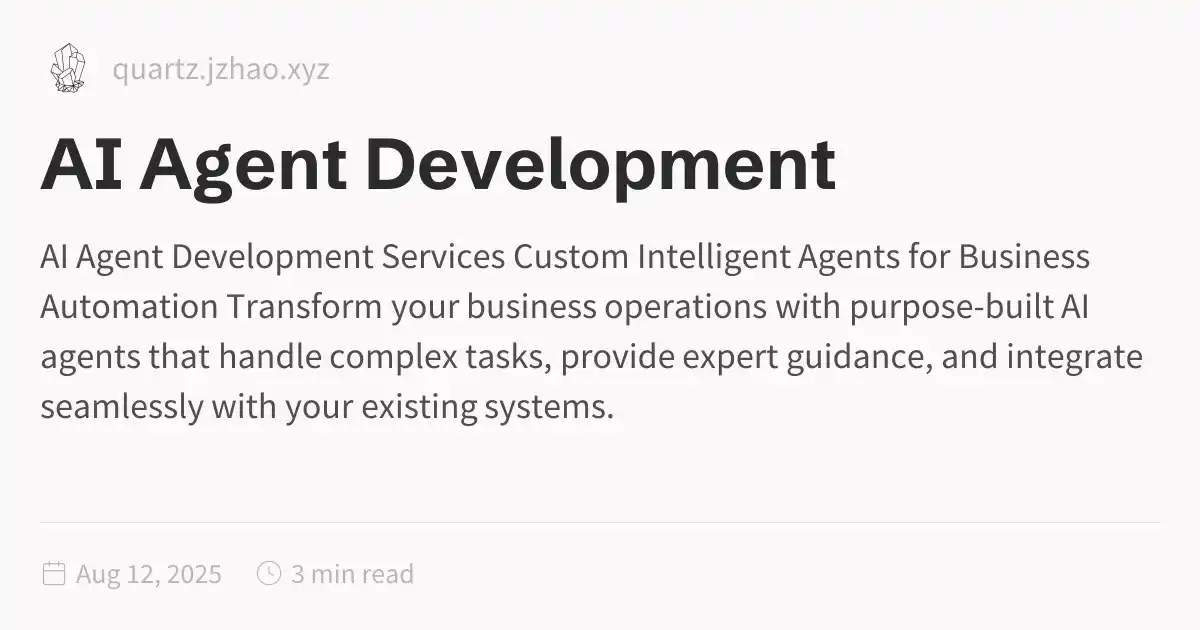 quartz.jzhao.xyz
AI Agent Development
AI Agent Development Services Custom Intelligent Agents for Business
Automation Transform your business operations with purpose-built AI
agents that handle complex tasks, provide expert guidance, and integrate
seamlessly with your existing systems.
Aug 12, 2025 3 min read